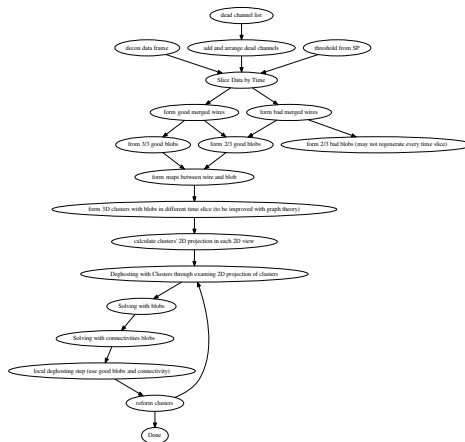 dead channel list
decon data frame
add and arrange dead channels
threshold from SP
Slice Data by Time
form good merged wires
form bad merged wires
from 3/3 good blobs
form 2/3 good blobs
form 2/3 bad blobs (may not regenerate every time slice)
form maps between wire and blob
form 3D clusters with blobs in different time slice (to be improved with graph theory)
calculate clusters' 2D projection in each 2D view
Deghosting with Clusters through examing 2D projection of clusters
Solving with blobs
Solving with connectivities blobs
local deghosting step (use good blobs and connectivity)
reform clusters
Done